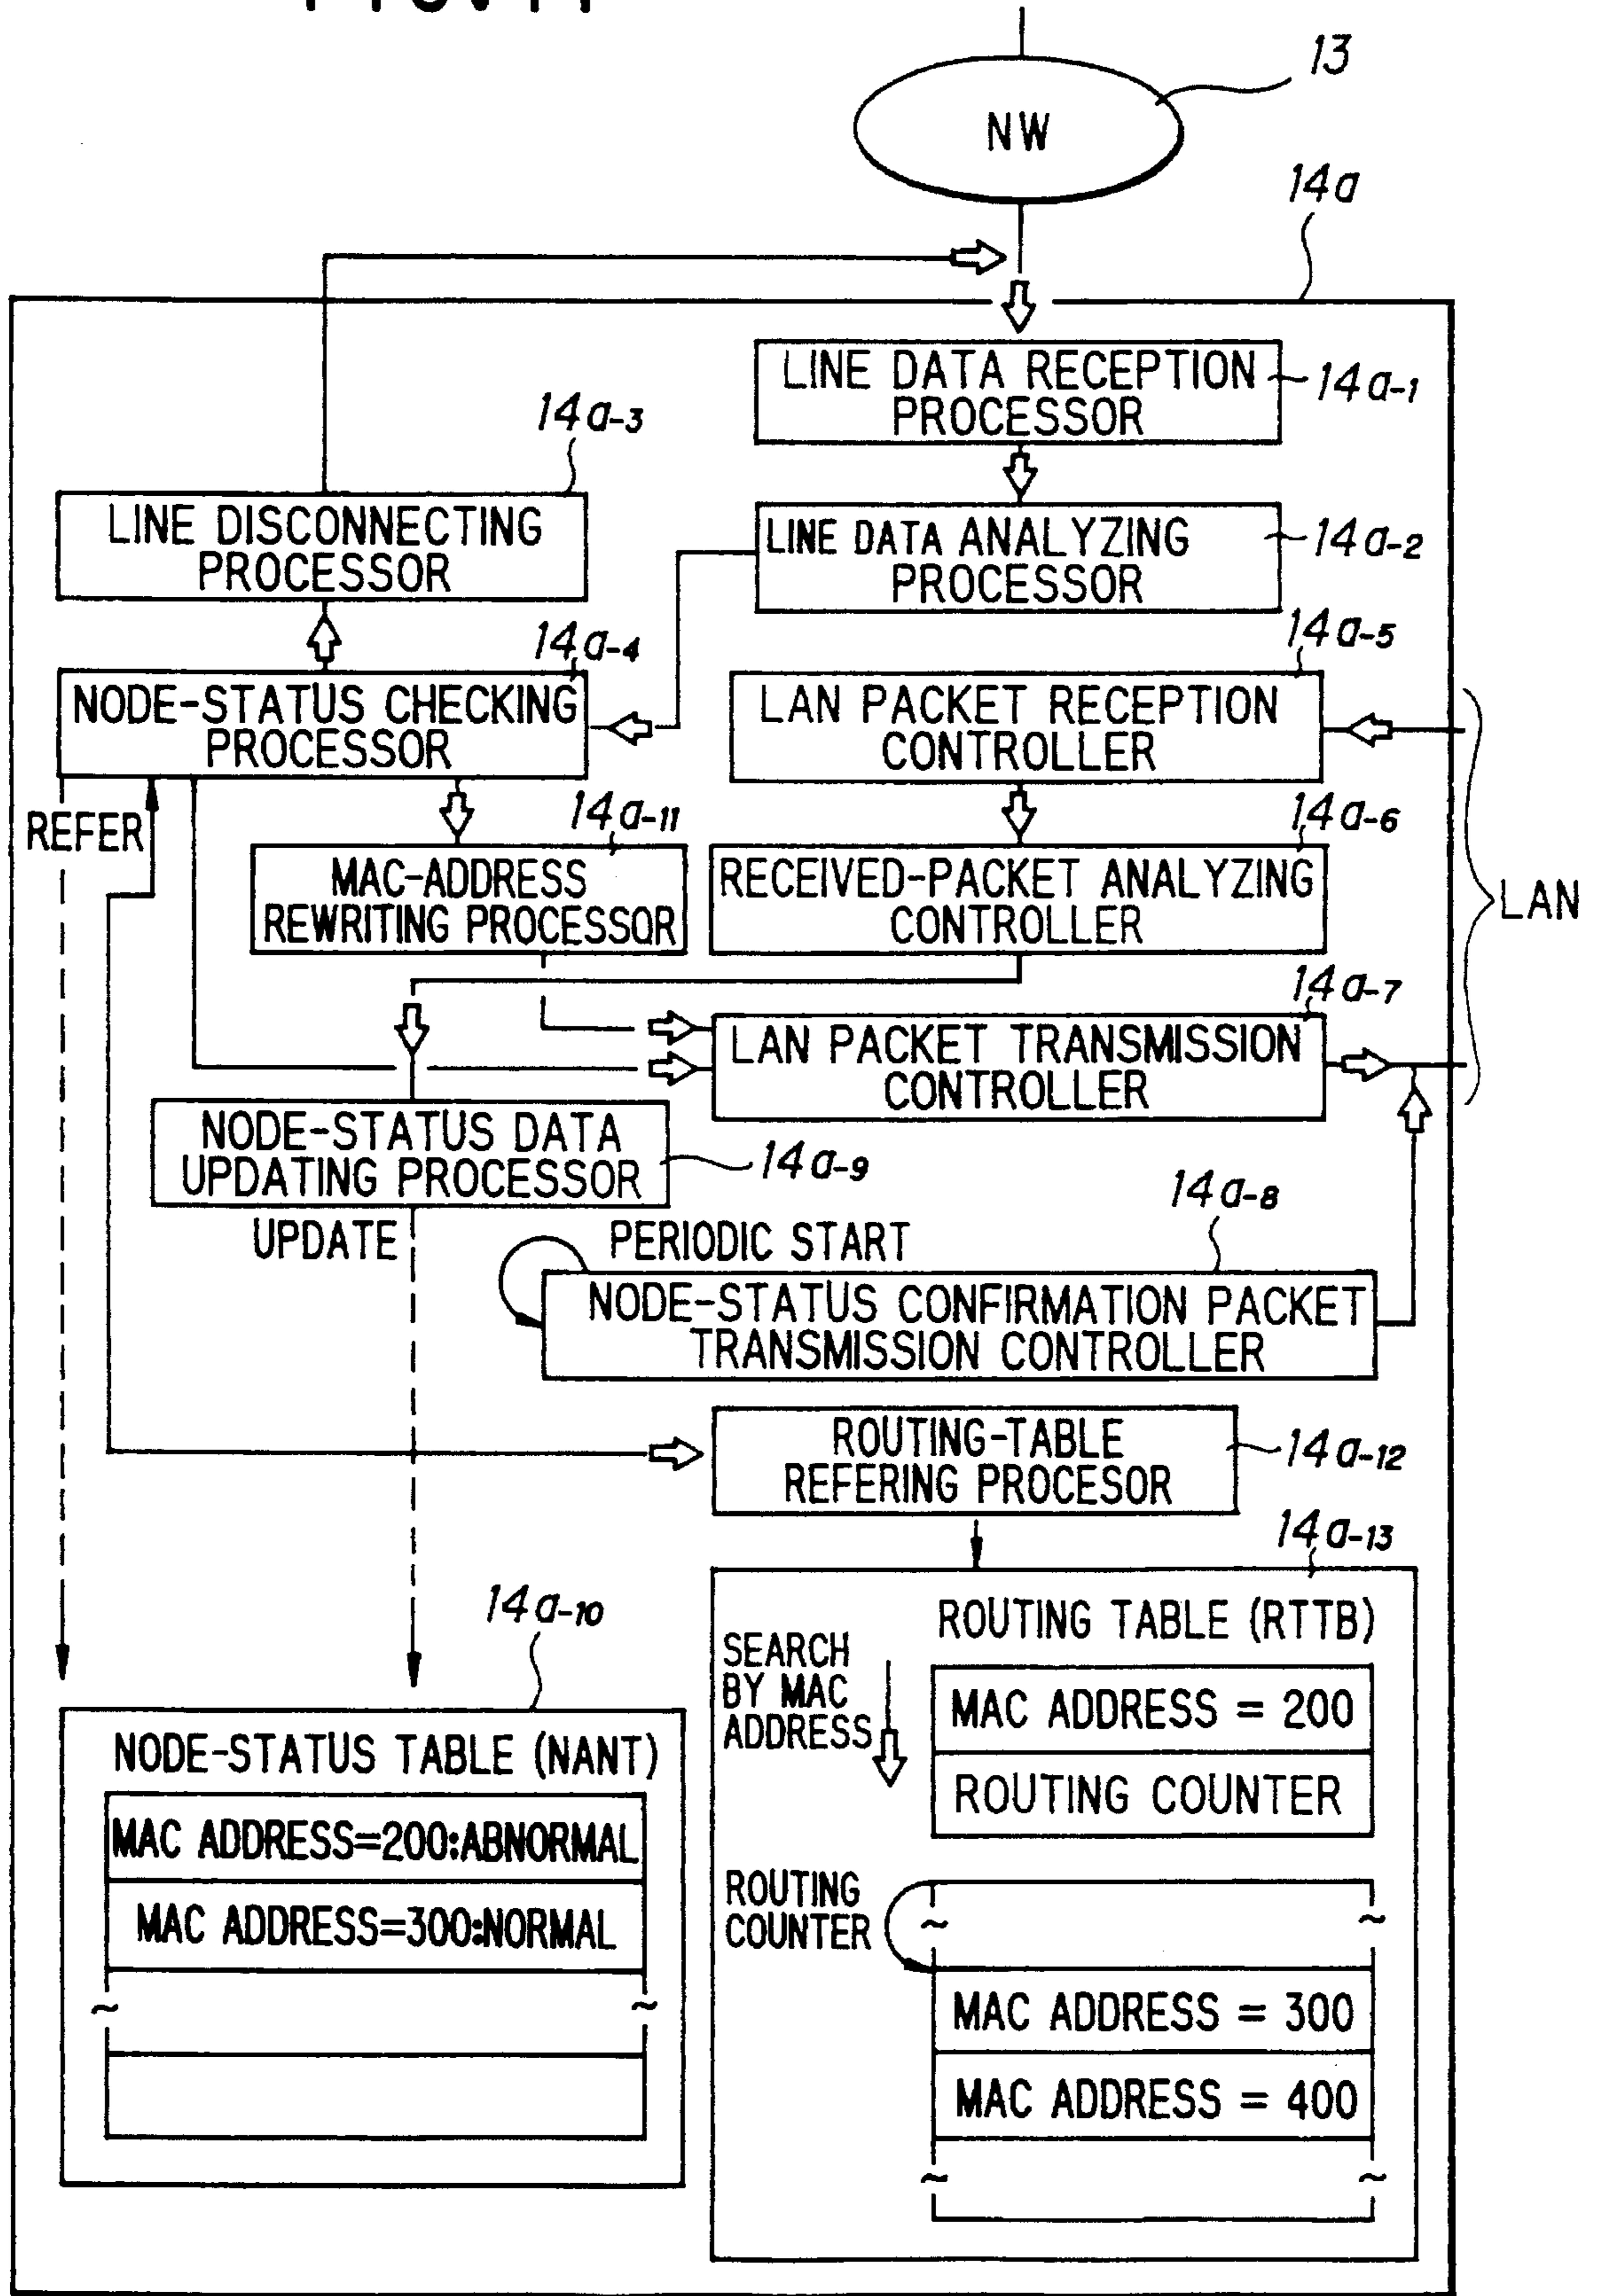 13
NW
14a
LINE DATA RECEPTION
PROCESSOR
14a-1
14a-3
LINE DISCONNECTING
PROCESSOR
LINE DATA ANALYZING
PROCESSOR
14a-2
14a-4
NODE-STATUS CHECKING
PROCESSOR
14a-5
LAN PACKET RECEPTION
CONTROLLER
REFER
14a-11
MAC-ADDRESS
REWRITING PROCESSOR
14a-6
RECEIVED-PACKET ANALYZING
CONTROLLER
LAN
14a-7
LAN PACKET TRANSMISSION
CONTROLLER
NODE-STATUS DATA
UPDATING PROCESSOR
14a-9
UPDATE
14a-8
PERIODIC START
NODE-STATUS CONFIRMATION PACKET
TRANSMISSION CONTROLLER
ROUTING-TABLE
REFERING PROCESOR
14a-12
14a-13
ROUTING TABLE (RTTB)
SEARCH
BY MAC
ADDRESS
MAC ADDRESS = 200
ROUTING COUNTER
ROUTING
COUNTER
MAC ADDRESS = 300
MAC ADDRESS = 400
14a-10
NODE-STATUS TABLE (NANT)
MAC ADDRESS=200:ABNORMAL
MAC ADDRESS=300:NORMAL